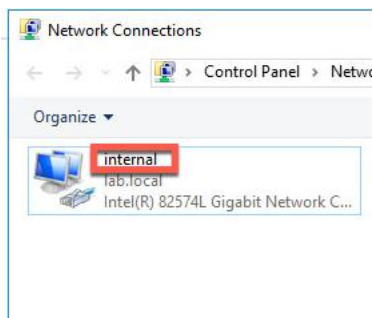 Network Connections
Control Panel > Netwo
Organize
internal
lab.local
Intel(R) 82574L Gigabit Network C...